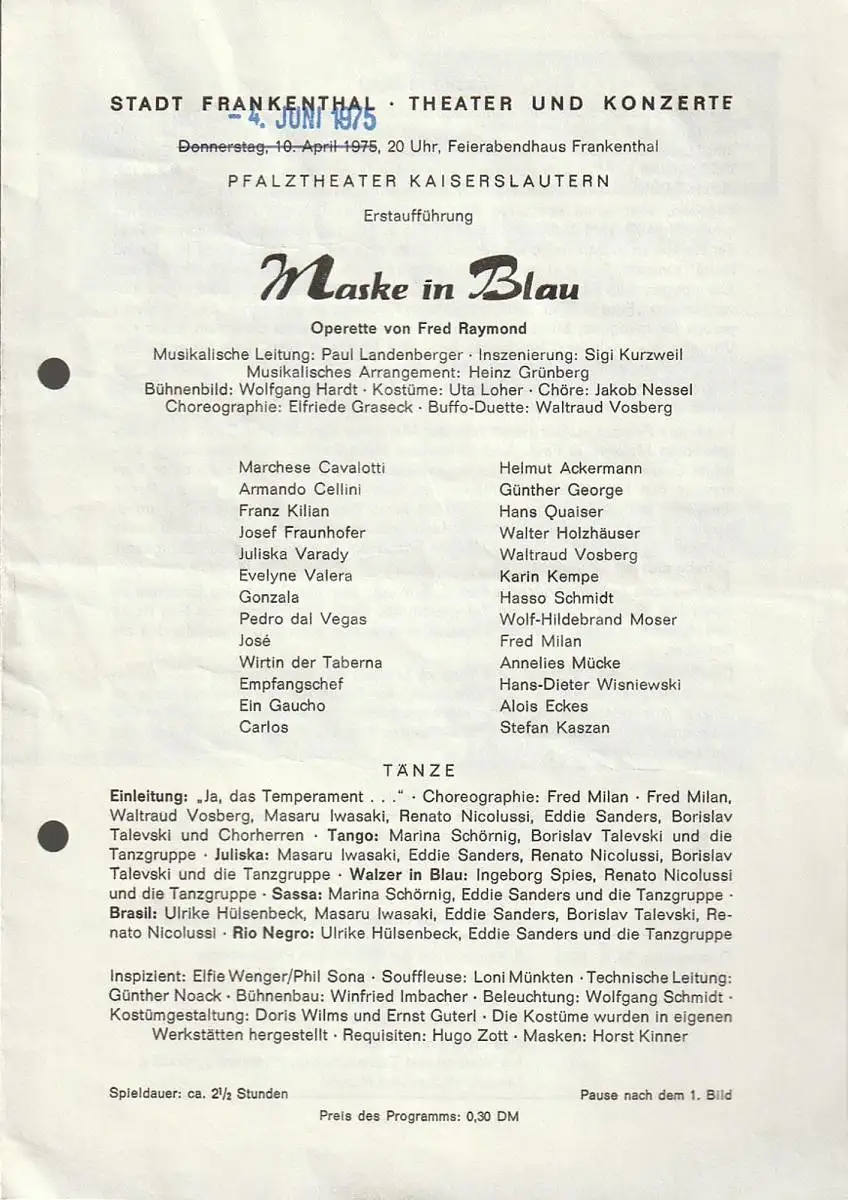 STADT FRANKENTHAL · THEATER UND KONZERTE
- 4. JUNI 1975
Donnerstag, 10. April 1975, 20 Uhr, Feierabendhaus Frankenthal
PFALZTHEATER KAISERSLAUTERN
Erstaufführung
Maske in Blau
Operette von Fred Raymond
Musikalische Leitung: Paul Landenberger · Inszenierung: Sigi Kurzweil
Musikalisches Arrangement: Heinz Grünberg
Bühnenbild: Wolfgang Hardt · Kostüme: Uta Loher · Chöre: Jakob Nessel
Choreographie: Elfriede Graseck · Buffo-Duette: Waltraud Vosberg
Marchese Cavalotti Helmut Ackermann
Armando Cellini Günther George
Franz Kilian Hans Quaiser
Josef Fraunhofer Walter Holzhäuser
Juliska Varady Waltraud Vosberg
Evelyne Valera Karin Kempe
Gonzala Hasso Schmidt
Pedro dal Vegas Wolf-Hildebrand Moser
José Fred Milan
Wirtin der Taberna Annelies Mücke
Empfangschef Hans-Dieter Wisniewski
Ein Gaucho Alois Eckes
Carlos Stefan Kaszan
TÄNZE
Einleitung: „Ja, das Temperament . . .“ · Choreographie: Fred Milan · Fred Milan,
Waltraud Vosberg, Masaru Iwasaki, Renato Nicolussi, Eddie Sanders, Borislav
Talevski und Chorherren · Tango: Marina Schörnig, Borislav Talevski und die
Tanzgruppe · Juliska: Masaru Iwasaki, Eddie Sanders, Renato Nicolussi, Borislav
Talevski und die Tanzgruppe · Walzer in Blau: Ingeborg Spies, Renato Nicolussi
und die Tanzgruppe · Sassa: Marina Schörnig, Eddie Sanders und die Tanzgruppe ·
Brasil: Ulrike Hülsenbeck, Masaru Iwasaki, Eddie Sanders, Borislav Talevski, Re-
nato Nicolussi · Rio Negro: Ulrike Hülsenbeck, Eddie Sanders und die Tanzgruppe
Inspizient: Elfie Wenger/Phil Sona · Souffleuse: Loni Münkten · Technische Leitung:
Günther Noack · Bühnenbau: Winfried Imbacher · Beleuchtung: Wolfgang Schmidt ·
Kostümgestaltung: Doris Wilms und Ernst Guterl · Die Kostüme wurden in eigenen
Werkstätten hergestellt · Requisiten: Hugo Zott · Masken: Horst Kinner
Spieldauer: ca. 2½ Stunden Pause nach dem 1. Bild
Preis des Programms: 0,30 DM